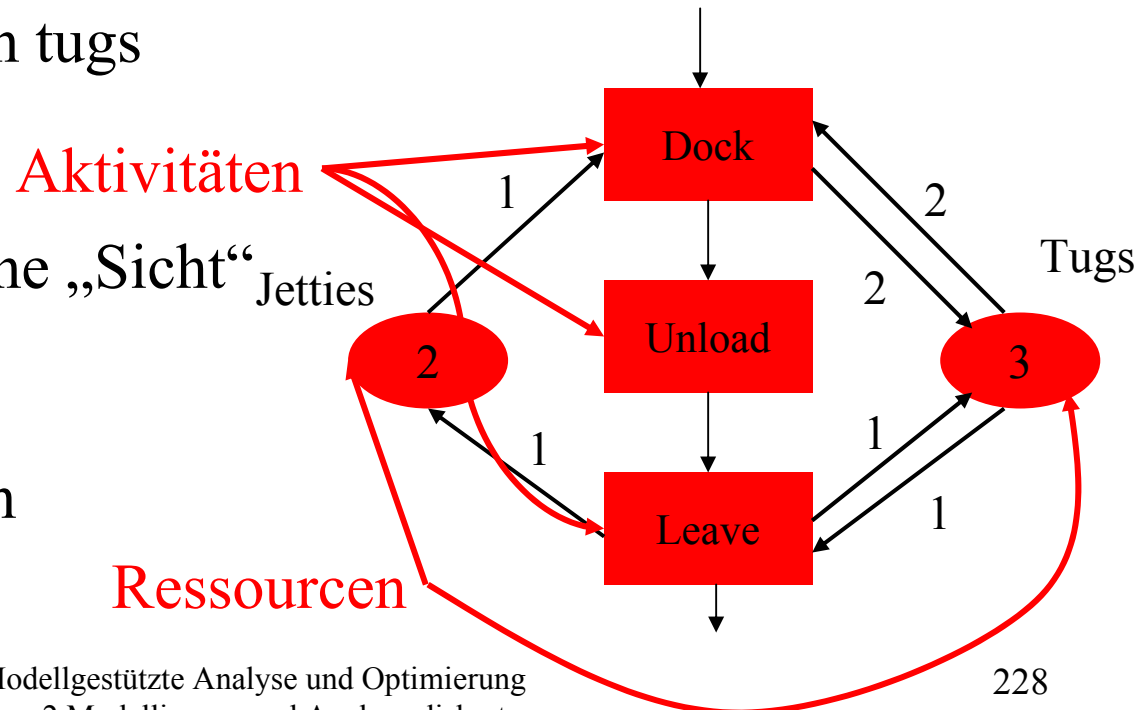 tugs
Dock
Aktivitäten
1
2
„Sicht“
Jetties
Tugs
2
Unload
2
3
1
1
Leave
1
Ressourcen
Modellgestützte Analyse und Optimierung
228
2